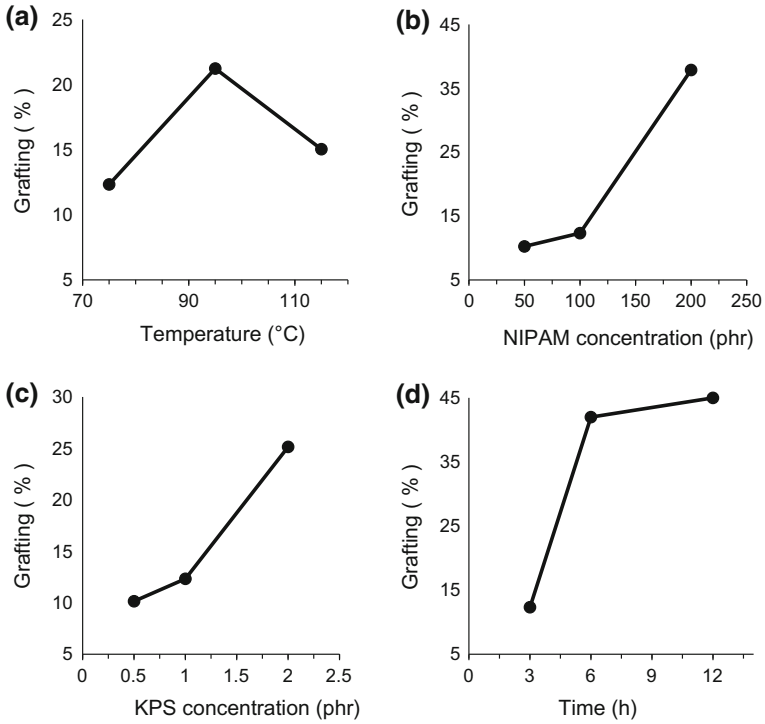 (a)
25
20
15
10
5
Grafting ( % )
70 90 110
Temperature (°C)
(b)
45
35
25
15
5
Grafting ( % )
0 50 100 150 200 250
NIPAM concentration (phr)
(c)
30
25
20
15
10
5
Grafting ( % )
0 0.5 1 1.5 2 2.5
KPS concentration (phr)
(d)
45
35
25
15
5
Grafting ( % )
0 3 6 9 12
Time (h)